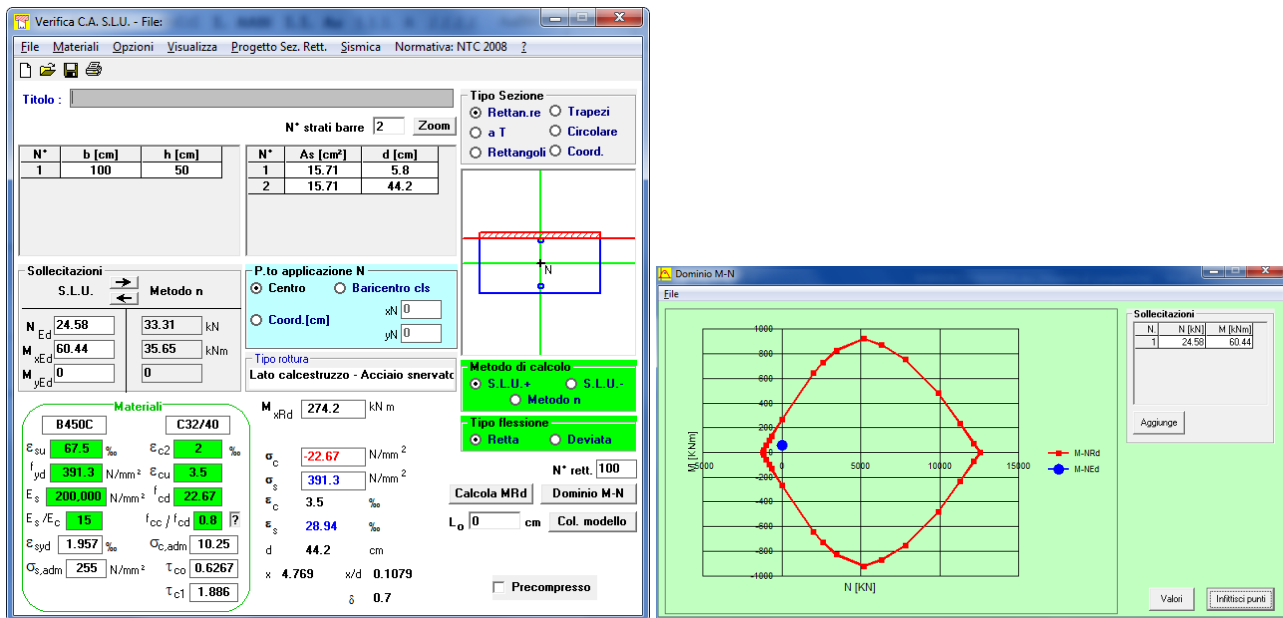 Verifica C.A. S.L.U. - File:
File Materiali Opzioni Visualizza Progetto Sez. Rett. Sismica Normativa: NTC 2008 ?
Titolo :
N° strati barre 2 Zoom
Tipo Sezione
Rettan.re Trapezi
a T Circolare
Rettangoli Coord.
N° b [cm] h [cm]
1 100 50
N° As [cm²] d [cm]
1 15.71 5.8
2 15.71 44.2
N
Sollecitazioni
S.L.U. Metodo n
N Ed 24.58 33.31 kN
M xEd 60.44 35.65 kNm
M yEd 0 0
P.to applicazione N
Centro Baricentro cls
Coord.[cm] xN 0
yN 0
Tipo rottura
Lato calcestruzzo - Acciaio snervato
Metodo di calcolo
S.L.U.+ S.L.U.-
Metodo n
Tipo flessione
Retta Deviata
Materiali
B450C C32/40
εsu 67.5 ‰ εc2 2 ‰
fyd 391.3 N/mm² εcu 3.5
Es 200,000 N/mm² fcd 22.67
Es/Ec 15 fcc / fcd 0.8 ?
εsyd 1.957 ‰ σc,adm 10.25
σs,adm 255 N/mm² τco 0.6267
τc1 1.886
M xRd 274.2 kN m
σc -22.67 N/mm²
σs 391.3 N/mm²
εc 3.5 ‰
εs 28.94 ‰
d 44.2 cm
x 4.769 x/d 0.1079
δ 0.7
N° rett. 100
Calcola MRd Dominio M-N
Lo 0 cm Col. modello
Precompresso
Dominio M-N
File
1000
800
600
400
200
0
-200
-400
-600
-800
-1000
-5000 0 5000 10000 15000
M [KNm]
N [KN]
M-NRd
M-NEd
Sollecitazioni
N. N [kN] M [kNm]
1 24.58 60.44
Aggiunge
Valori Infittisci punti